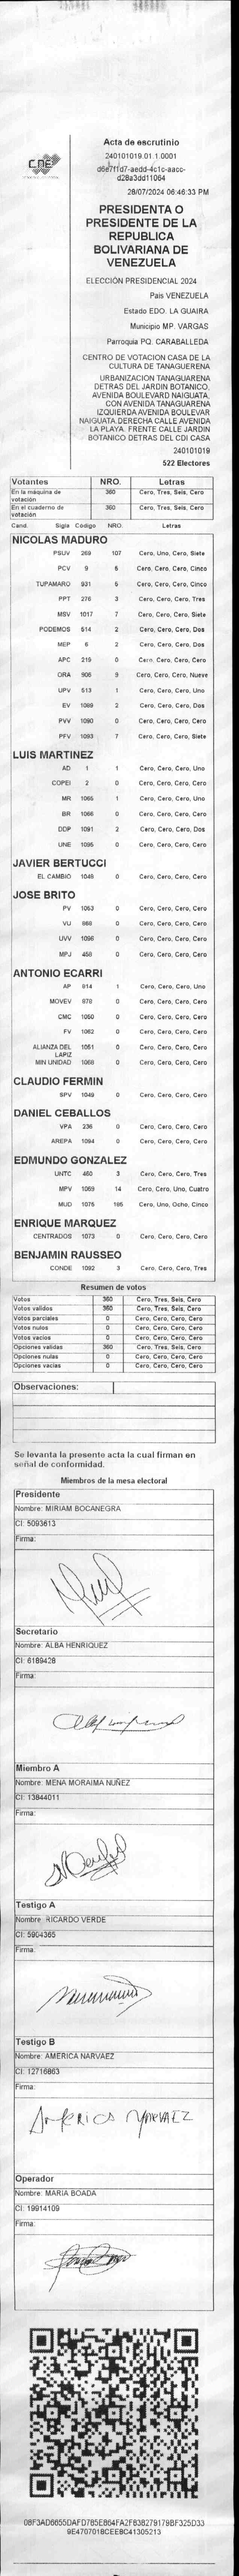 CNE
Acta de escrutinio
240101019.01.1.0001
d28a3dd11064
28/07/2024 06:46:33 PM
PRESIDENTA O
PRESIDENTE DE LA
REPUBLICA
BOLIVARIANA DE
VENEZUELA
ELECCIÓN PRESIDENCIAL 2024
Pais VENEZUELA
Estado EDO. LA GUAIRA
Municipio MP. VARGAS
Parroquia PQ. CARABALLEDA
CENTRO DE VOTACION CASA DE LA
CULTURA DE TANAGUERENA
URBANIZACION TANAGUARENA
DETRAS DEL JARDIN BOTANICO,
AVENIDA BOULEVARD NAIGUATA,
CON AVENIDA TANAGUARENA
IZQUIERDA AVENIDA BOULEVAR
NAIGUATA DERECHA CALLE AVENIDA
LA PLAYA. FRENTE CALLE JARDIN
BOTANICO DETRAS DEL CDI CASA
240101019
522 Electores
Votantes NRO. Letras
En la máquina de votación 360 Cero, Tres, Seis, Cero
En el cuaderno de votación 360 Cero, Tres, Seis, Cero
Cand. Sigla Código NRO. Letras
NICOLAS MADURO
PSUV 269 107 Cero, Uno, Cero, Siete
PCV 9 5 Cero, Cero, Cero, Cinco
TUPAMARO 931 5 Cero, Cero, Cero, Cinco
PPT 276 3 Cero, Cero, Cero, Tres
MSV 1017 7 Cero, Cero, Cero, Siete
PODEMOS 514 2 Cero, Cero, Cero, Dos
MEP 6 2 Cero, Cero, Cero, Dos
APC 219 0 Cero, Cero, Cero, Cero
ORA 906 9 Cero, Cero, Cero, Nueve
UPV 513 1 Cero, Cero, Cero, Uno
EV 1089 2 Cero, Cero, Cero, Dos
PVV 1090 0 Cero, Cero, Cero, Cero
PFV 1093 7 Cero, Cero, Cero, Siete
LUIS MARTINEZ
AD 1 1 Cero, Cero, Cero, Uno
COPEI 2 0 Cero, Cero, Cero, Cero
MR 1065 1 Cero, Cero, Cero, Uno
BR 1066 0 Cero, Cero, Cero, Cero
DDP 1091 2 Cero, Cero, Cero, Dos
UNE 1095 0 Cero, Cero, Cero, Cero
JAVIER BERTUCCI
EL CAMBIO 1048 0 Cero, Cero, Cero, Cero
JOSE BRITO
PV 1053 0 Cero, Cero, Cero, Cero
VU 868 0 Cero, Cero, Cero, Cero
UVV 1096 0 Cero, Cero, Cero, Cero
MPJ 458 0 Cero, Cero, Cero, Cero
ANTONIO ECARRI
AP 914 1 Cero, Cero, Cero, Uno
MOVEV 979 0 Cero, Cero, Cero, Cero
CMC 1050 0 Cero, Cero, Cero, Cero
FV 1062 0 Cero, Cero, Cero, Cero
ALIANZA DEL LAPIZ 1051 0 Cero, Cero, Cero, Cero
MIN UNIDAD 1068 0 Cero, Cero, Cero, Cero
CLAUDIO FERMIN
SPV 1049 0 Cero, Cero, Cero, Cero
DANIEL CEBALLOS
VPA 236 0 Cero, Cero, Cero, Cero
AREPA 1094 0 Cero, Cero, Cero, Cero
EDMUNDO GONZALEZ
UNTC 450 3 Cero, Cero, Cero, Tres
MPV 1069 14 Cero, Cero, Uno, Cuatro
MUD 1075 185 Cero, Uno, Ocho, Cinco
ENRIQUE MARQUEZ
CENTRADOS 1073 0 Cero, Cero, Cero, Cero
BENJAMIN RAUSSEO
CONDE 1092 3 Cero, Cero, Cero, Tres
Resumen de votos
Votos 360 Cero, Tres, Seis, Cero
Votos validos 360 Cero, Tres, Seis, Cero
Votos parciales 0 Cero, Cero, Cero, Cero
Votos nulos 0 Cero, Cero, Cero, Cero
Votos vacios 0 Cero, Cero, Cero, Cero
Opciones validas 360 Cero, Tres, Seis, Cero
Opciones nulas 0 Cero, Cero, Cero, Cero
Opciones vacias 0 Cero, Cero, Cero, Cero
Observaciones:
Se levanta la presente acta la cual firman en
señal de conformidad.
Miembros de la mesa electoral
Presidente
Nombre: MIRIAM BOCANEGRA
CI: 5093613
Firma:
Secretario
Nombre: ALBA HENRIQUEZ
CI: 6189428
Firma:
Miembro A
Nombre: MENA MORAIMA NUÑEZ
CI: 13844011
Firma:
Testigo A
Nombre: RICARDO VERDE
CI: 5904365
Firma:
Testigo B
Nombre: AMERICA NARVAEZ
CI: 12716863
Firma:
America Narvaez
Operador
Nombre: MARIA BOADA
CI: 19914109
Firma:
08F3AD6655DAFD785E864FA2F838279179BF325D33
9E4707018CEEBC41305213